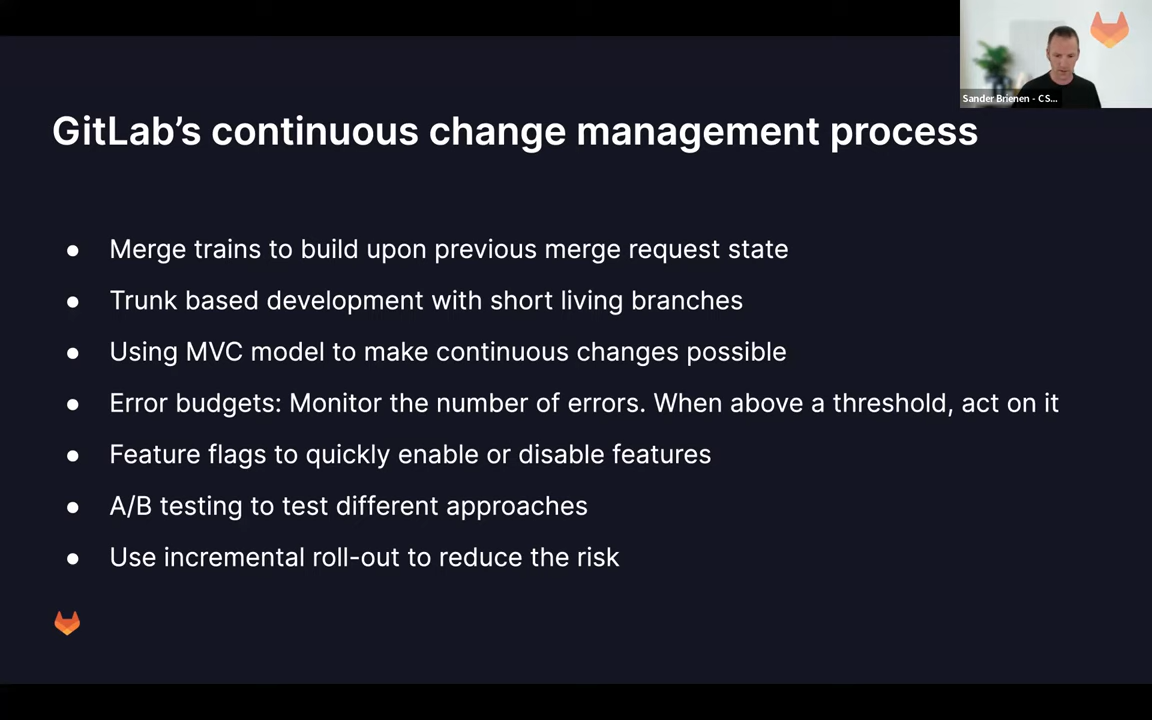 Sander Brienen - CS...
GitLab’s continuous change management process
● Merge trains to build upon previous merge request state
● Trunk based development with short living branches
● Using MVC model to make continuous changes possible
● Error budgets: Monitor the number of errors. When above a threshold, act on it
● Feature flags to quickly enable or disable features
● A/B testing to test different approaches
● Use incremental roll-out to reduce the risk